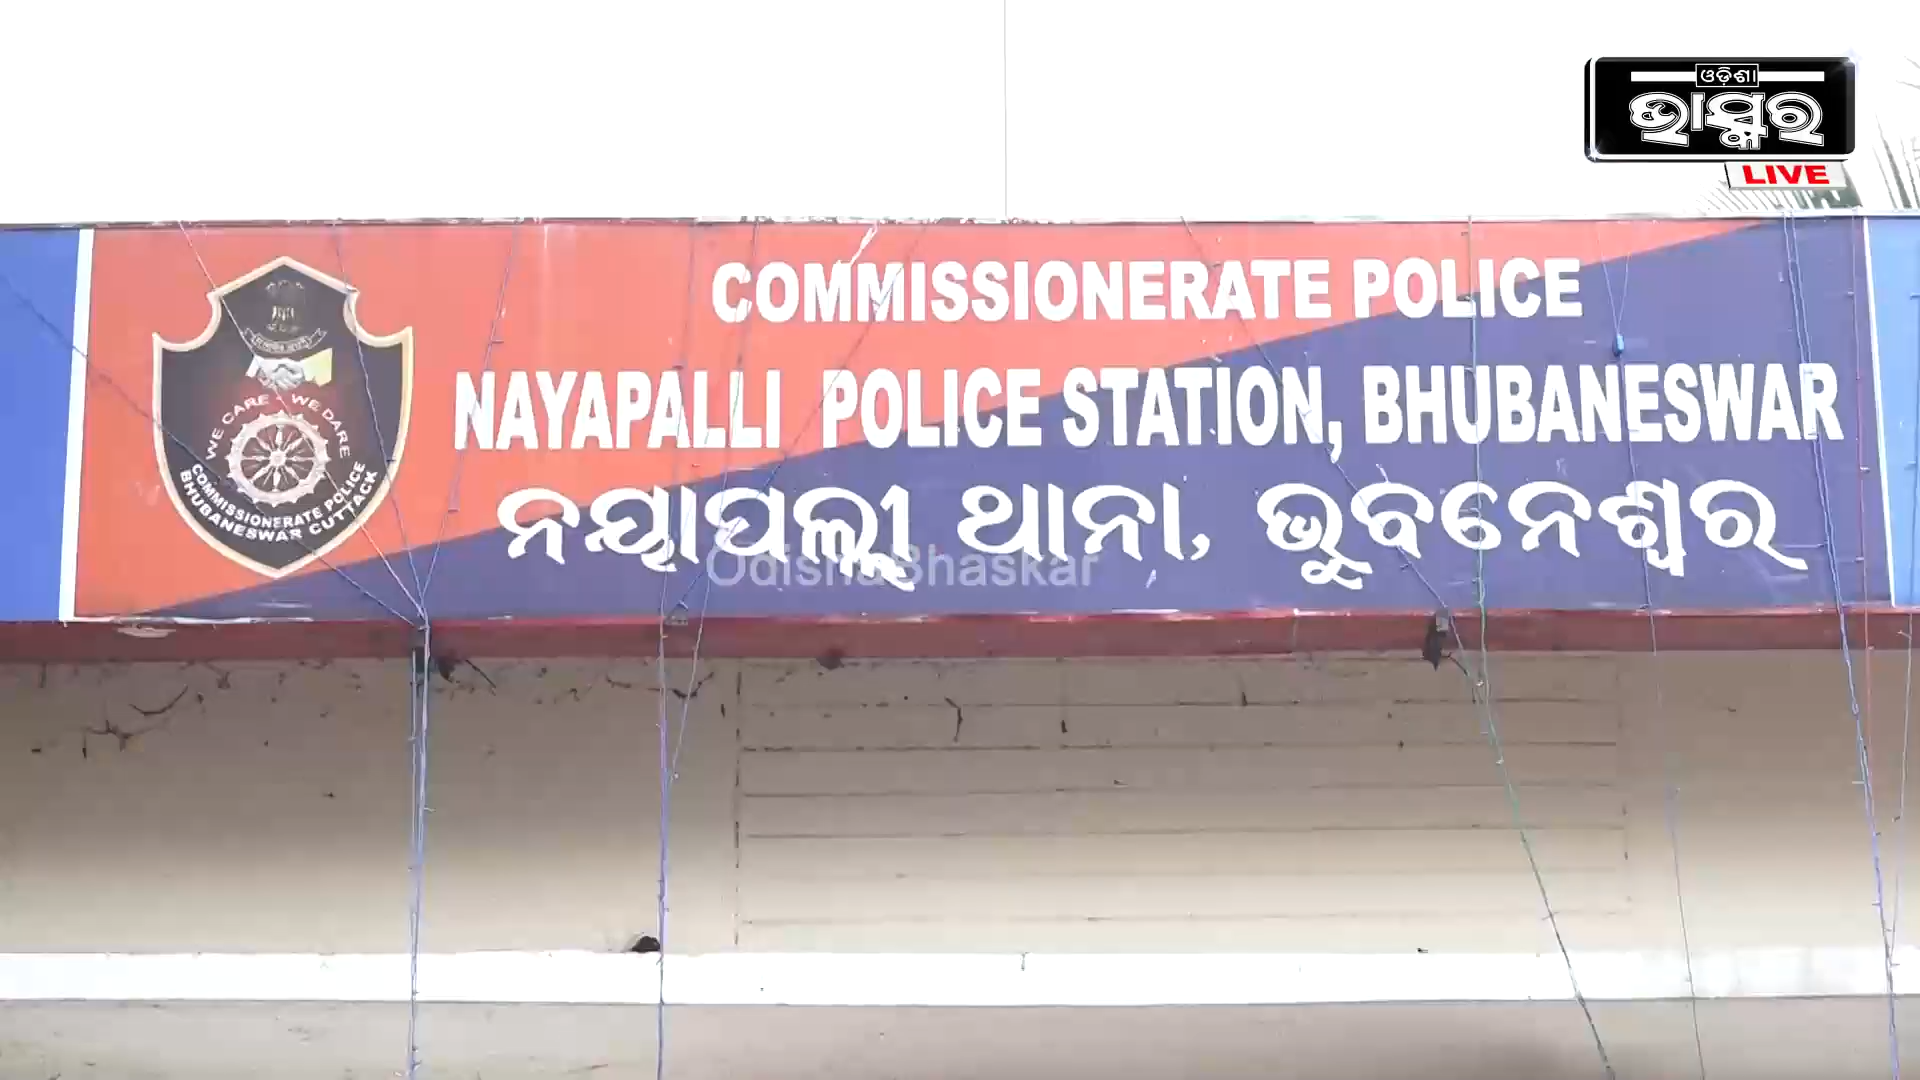 ଓଡ଼ିଶା
ଭାସ୍କର
LIVE
COMMISSIONERATE POLICE
NAYAPALLI POLICE STATION, BHUBANESWAR
ନୟାପଲ୍ଲୀ ଥାନା, ଭୁବନେଶ୍ୱର
OdishaBhaskar
WE CARE - WE DARE
COMMISSIONERATE POLICE
BHUBANESWAR CUTTACK